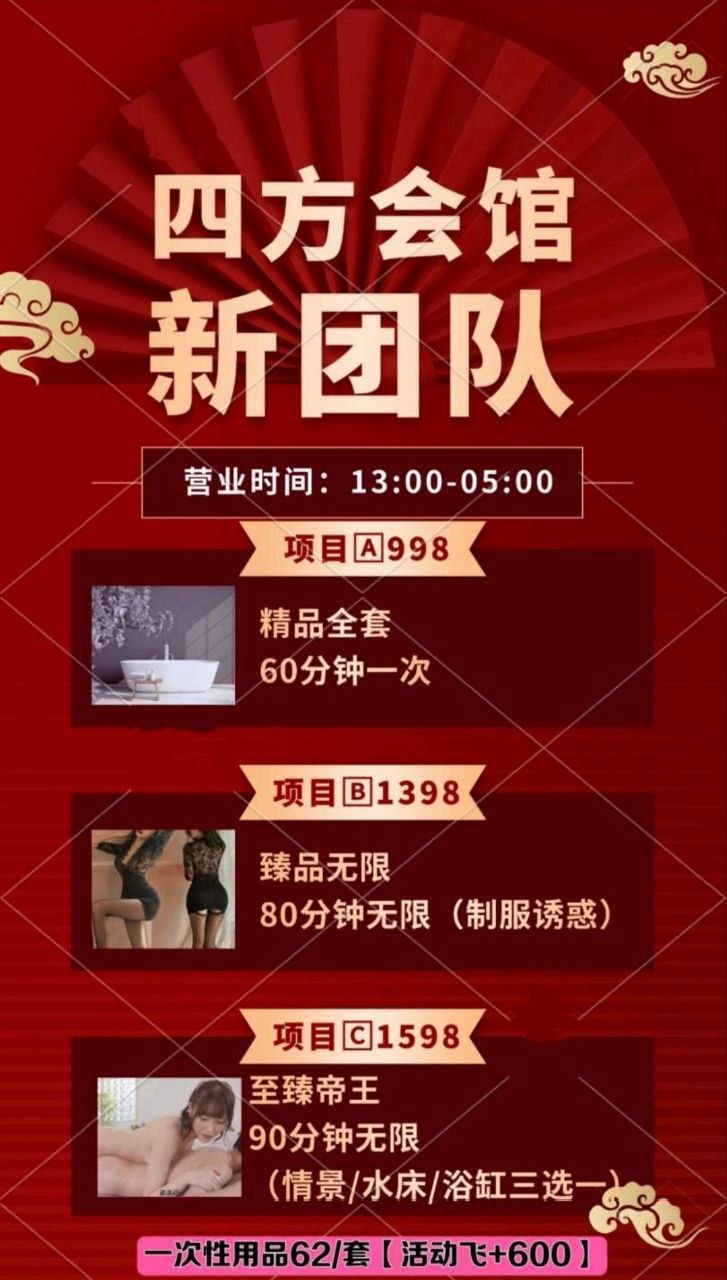 四方会馆
新团队
营业时间：13:00-05:00
项目🄰998
精品全套
60分钟一次
项目🄱1398
臻品无限
80分钟无限（制服诱惑）
项目🄲1598
至臻帝王
90分钟无限
（情景/水床/浴缸三选一）
一次性用品62/套【活动飞+600】